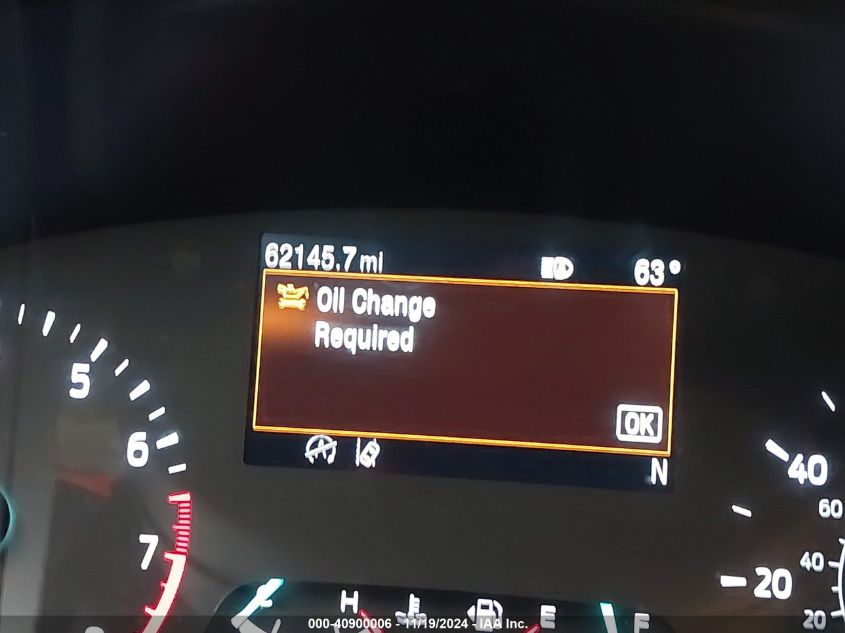 62145.7 mi 63°
Oil Change
Required
OK
N
5
6
7
40
20
60
40
20
H E F
000-40900006 - 11/19/2024 - IAA Inc.